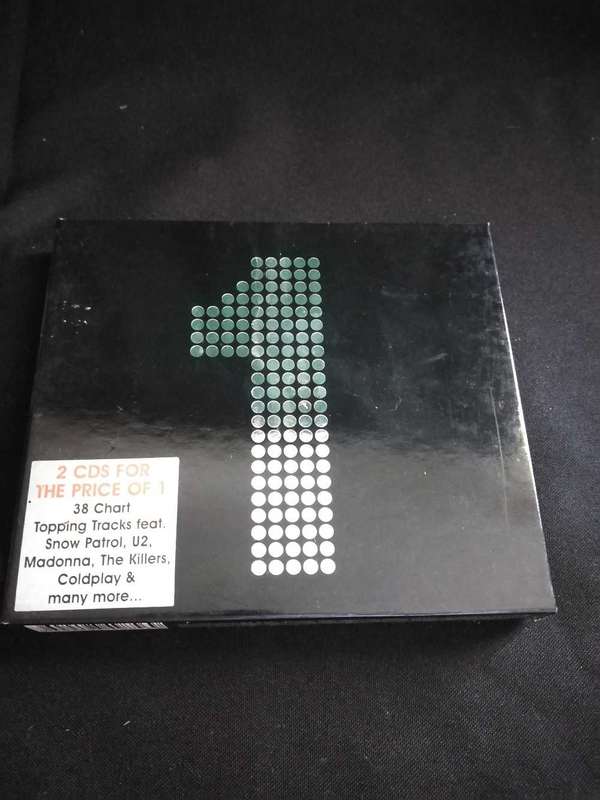 1
2 CDS FOR
THE PRICE OF 1
38 Chart
Topping Tracks feat.
Snow Patrol, U2,
Madonna, The Killers,
Coldplay &
many more...